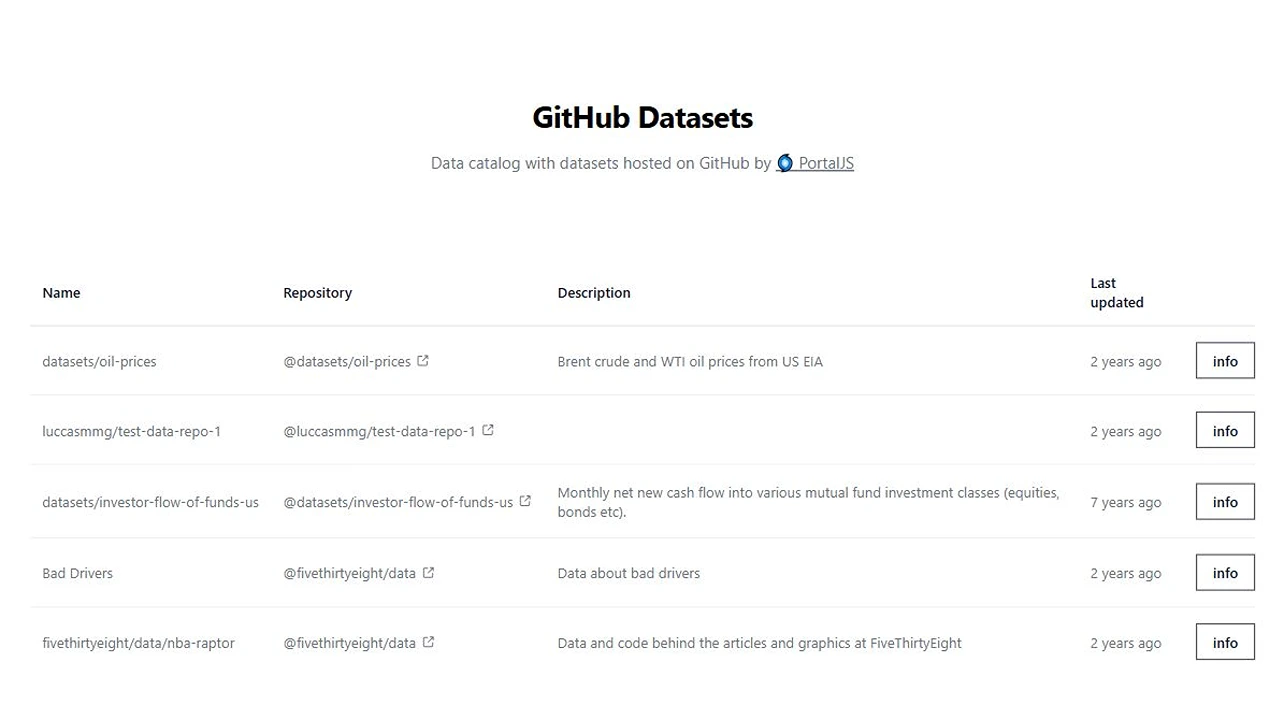 GitHub Datasets
Data catalog with datasets hosted on GitHub by PortalJS
Name Repository Description Last updated
datasets/oil-prices @datasets/oil-prices Brent crude and WTI oil prices from US EIA 2 years ago info
luccasmmg/test-data-repo-1 @luccasmmg/test-data-repo-1 2 years ago info
datasets/investor-flow-of-funds-us @datasets/investor-flow-of-funds-us Monthly net new cash flow into various mutual fund investment classes (equities, bonds etc). 7 years ago info
Bad Drivers @fivethirtyeight/data Data about bad drivers 2 years ago info
fivethirtyeight/data/nba-raptor @fivethirtyeight/data Data and code behind the articles and graphics at FiveThirtyEight 2 years ago info